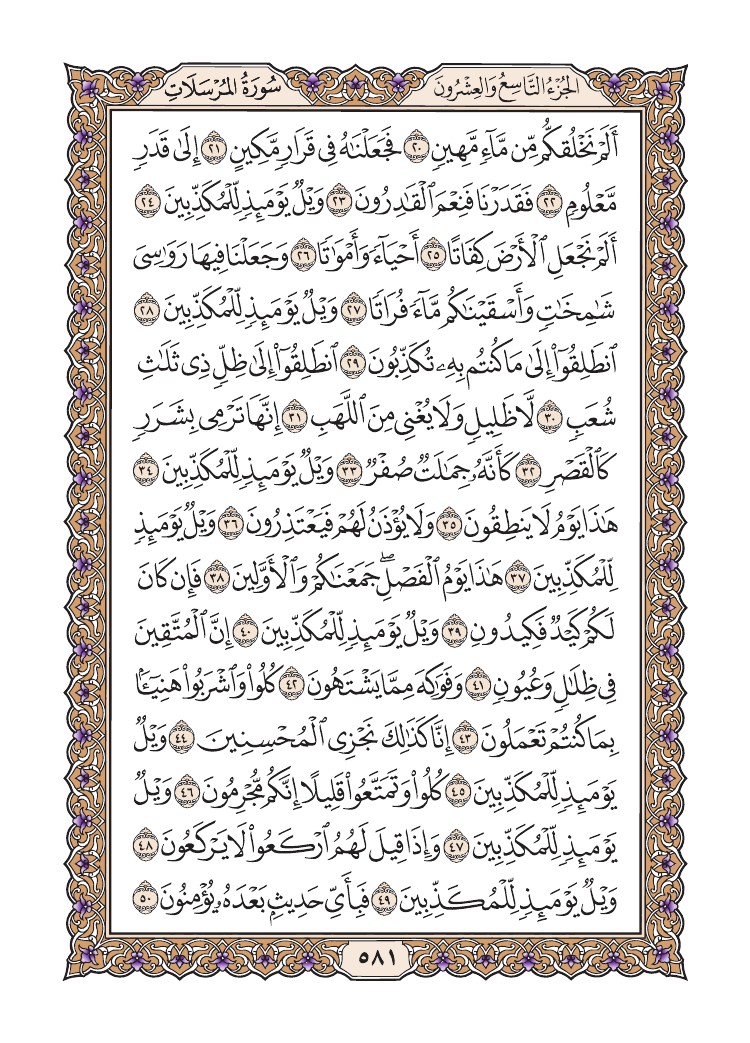 الجُزْءُ التَّاسِعُ وَالعِشْرُونَ
سُورَةُ المُرْسَلَاتِ
أَلَمْ نَخْلُقكُّم مِّن مَّآءٖ مَّهِينٖ ٢٠ فَجَعَلْنَٰهُ فِي قَرَارٖ مَّكِينٍ ٢١ إِلَىٰ قَدَرٖ
مَّعْلُومٖ ٢٢ فَقَدَرْنَا فَنِعْمَ ٱلْقَٰدِرُونَ ٢٣ وَيْلٞ يَوْمَئِذٖ لِّلْمُكَذِّبِينَ ٢٤
أَلَمْ نَجْعَلِ ٱلْأَرْضَ كِفَاتًا ٢٥ أَحْيَآءٗ وَأَمْوَٰتٗا ٢٦ وَجَعَلْنَا فِيهَا رَوَٰسِيَ
شَٰمِخَٰتٖ وَأَسْقَيْنَٰكُم مَّآءٗ فُرَاتٗا ٢٧ وَيْلٞ يَوْمَئِذٖ لِّلْمُكَذِّبِينَ ٢٨
ٱنطَلِقُوٓا۟ إِلَىٰ مَا كُنتُم بِهِۦ تُكَذِّبُونَ ٢٩ ٱنطَلِقُوٓا۟ إِلَىٰ ظِلّٖ ذِي ثَلَٰثِ
شُعَبٖ ٣٠ لَّا ظَلِيلٖ وَلَا يُغْنِي مِنَ ٱللَّهَبِ ٣١ إِنَّهَا تَرْمِي بِشَرَرٖ
كَٱلْقَصْرِ ٣٢ كَأَنَّهُۥ جِمَٰلَتٞ صُفْرٞ ٣٣ وَيْلٞ يَوْمَئِذٖ لِّلْمُكَذِّبِينَ ٣٤
هَٰذَا يَوْمُ لَا يَنطِقُونَ ٣٥ وَلَا يُؤْذَنُ لَهُمْ فَيَعْتَذِرُونَ ٣٦ وَيْلٞ يَوْمَئِذٖ
لِّلْمُكَذِّبِينَ ٣٧ هَٰذَا يَوْمُ ٱلْفَصْلِۖ جَمَعْنَٰكُمْ وَٱلْأَوَّلِينَ ٣٨ فَإِن كَانَ
لَكُمْ كَيْدٞ فَكِيدُونِ ٣٩ وَيْلٞ يَوْمَئِذٖ لِّلْمُكَذِّبِينَ ٤٠ إِنَّ ٱلْمُتَّقِينَ
فِي ظِلَٰلٖ وَعُيُونٖ ٤١ وَفَوَٰكِهَ مِمَّا يَشْتَهُونَ ٤٢ كُلُوا۟ وَٱشْرَبُوا۟ هَنِيٓـَٔۢا
بِمَا كُنتُمْ تَعْمَلُونَ ٤٣ إِنَّا كَذَٰلِكَ نَجْزِي ٱلْمُحْسِنِينَ ٤٤ وَيْلٞ
يَوْمَئِذٖ لِّلْمُكَذِّبِينَ ٤٥ كُلُوا۟ وَتَمَتَّعُوا۟ قَلِيلًا إِنَّكُم مُّجْرِمُونَ ٤٦ وَيْلٞ
يَوْمَئِذٖ لِّلْمُكَذِّبِينَ ٤٧ وَإِذَا قِيلَ لَهُمُ ٱرْكَعُوا۟ لَا يَرْكَعُونَ ٤٨
وَيْلٞ يَوْمَئِذٖ لِّلْمُكَذِّبِينَ ٤٩ فَبِأَيِّ حَدِيثِۭ بَعْدَهُۥ يُؤْمِنُونَ ٥٠
٥٨١